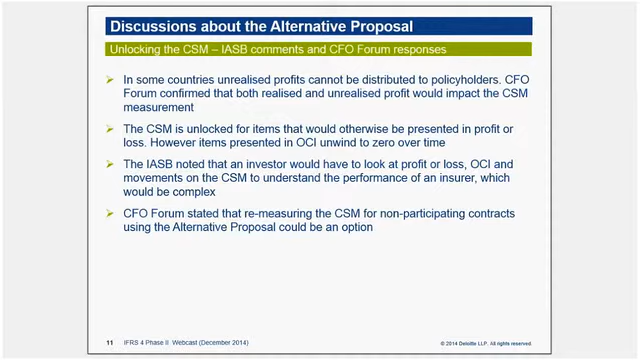 Discussions about the Alternative Proposal
Unlocking the CSM – IASB comments and CFO Forum responses
In some countries unrealised profits cannot be distributed to policyholders. CFO
Forum confirmed that both realised and unrealised profit would impact the CSM
measurement
The CSM is unlocked for items that would otherwise be presented in profit or
loss. However items presented in OCI unwind to zero over time
The IASB noted that an investor would have to look at profit or loss, OCI and
movements on the CSM to understand the performance of an insurer, which
would be complex
CFO Forum stated that re-measuring the CSM for non-participating contracts
using the Alternative Proposal could be an option
11 IFRS 4 Phase II Webcast (December 2014) © 2014 Deloitte LLP. All rights reserved.